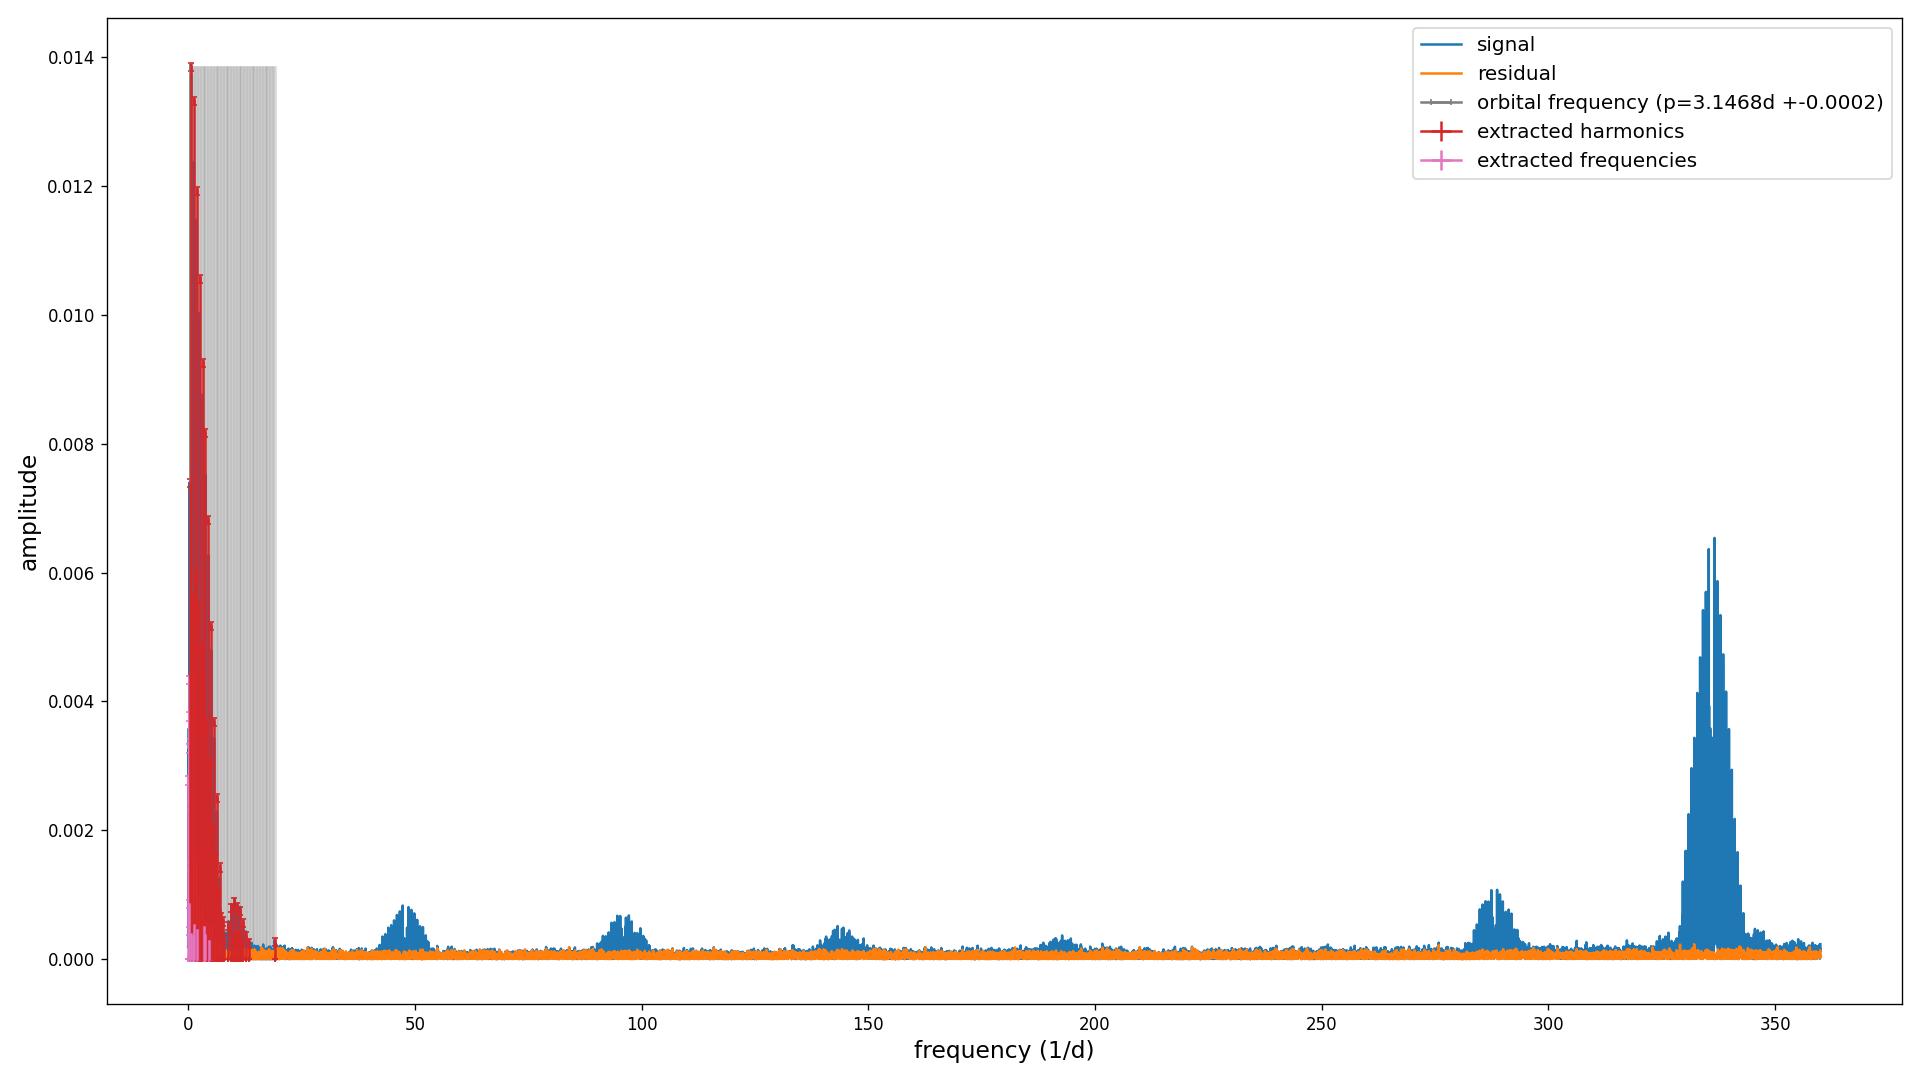 signal
residual
orbital frequency (p=3.1468d +-0.0002)
extracted harmonics
extracted frequencies
amplitude
0.014
0.012
0.010
0.008
0.006
0.004
0.002
0.000
0 50 100 150 200 250 300 350
frequency (1/d)